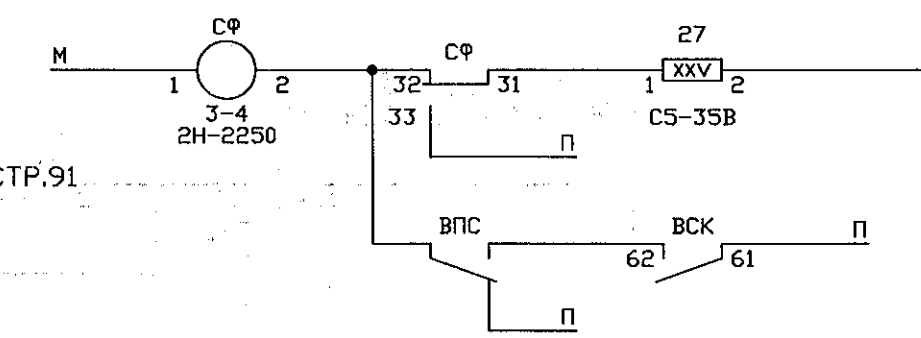 СФ
М
1 2
3-4
2Н-2250
СФ
32 31
33
П
27
XXV
1 2
С5-35В
СТР.91
ВПС
ВСК
62 61
П
П